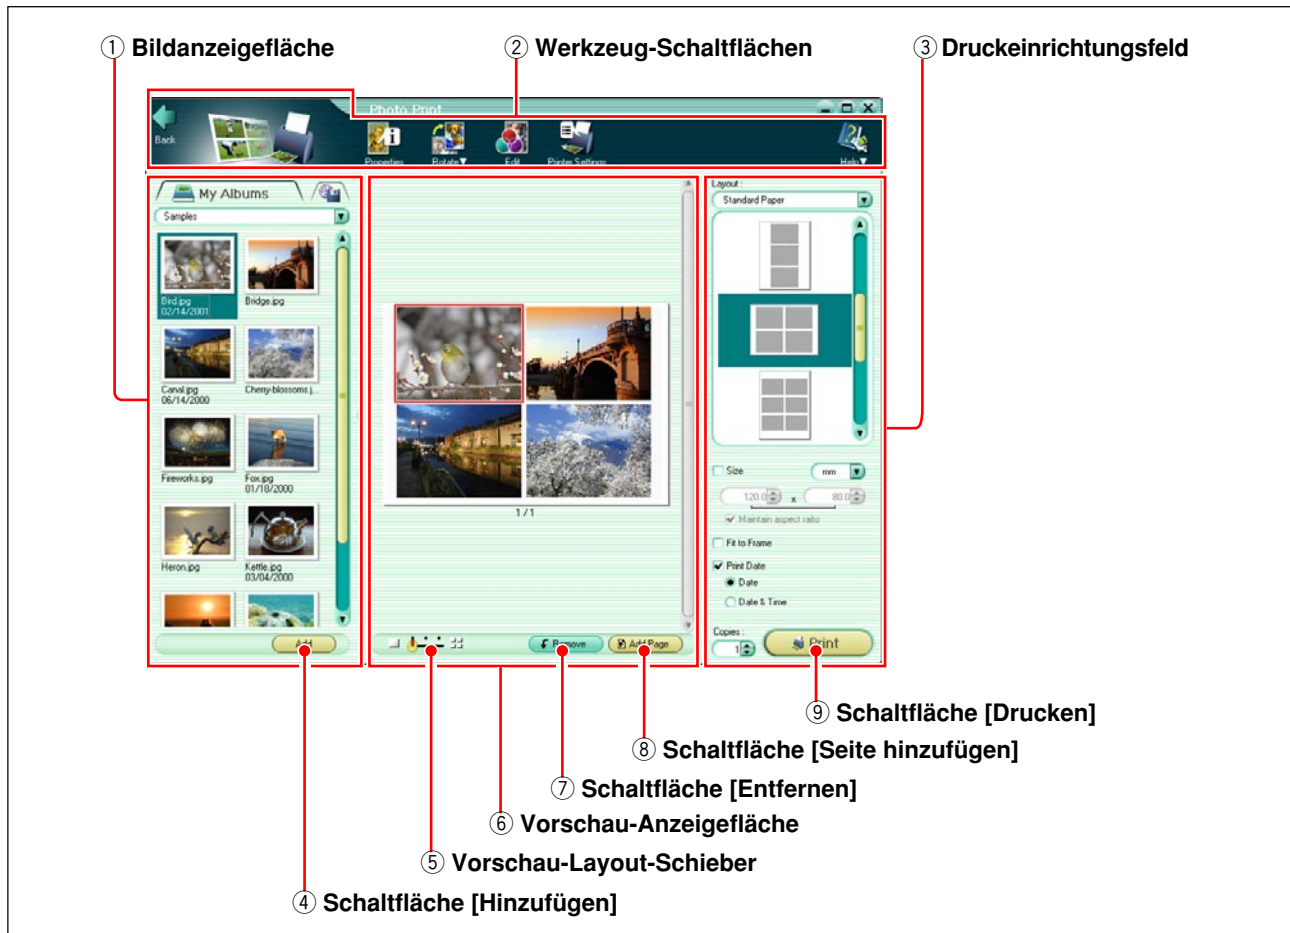 ① Bildanzeigefläche
② Werkzeug-Schaltflächen
③ Druckeinrichtungsfeld
Photo Print
Back
Properties
Rotate▼
Edit
Printer Settings
Help▼
My Albums
Samples
Bird.jpg
02/14/2001
Bridge.jpg
Canal.jpg
06/14/2000
Cherry-blossoms.j...
Fireworks.jpg
Fox.jpg
01/18/2000
Heron.jpg
Kettle.jpg
03/04/2000
Add
1/1
Remove
Add Page
Layout :
Standard Paper
Size
mm
120.0 x 80.0
Maintain aspect ratio
Fit to Frame
Print Date
Date
Date & Time
Copies :
1
Print
⑨ Schaltfläche [Drucken]
⑧ Schaltfläche [Seite hinzufügen]
⑦ Schaltfläche [Entfernen]
⑥ Vorschau-Anzeigefläche
⑤ Vorschau-Layout-Schieber
④ Schaltfläche [Hinzufügen]